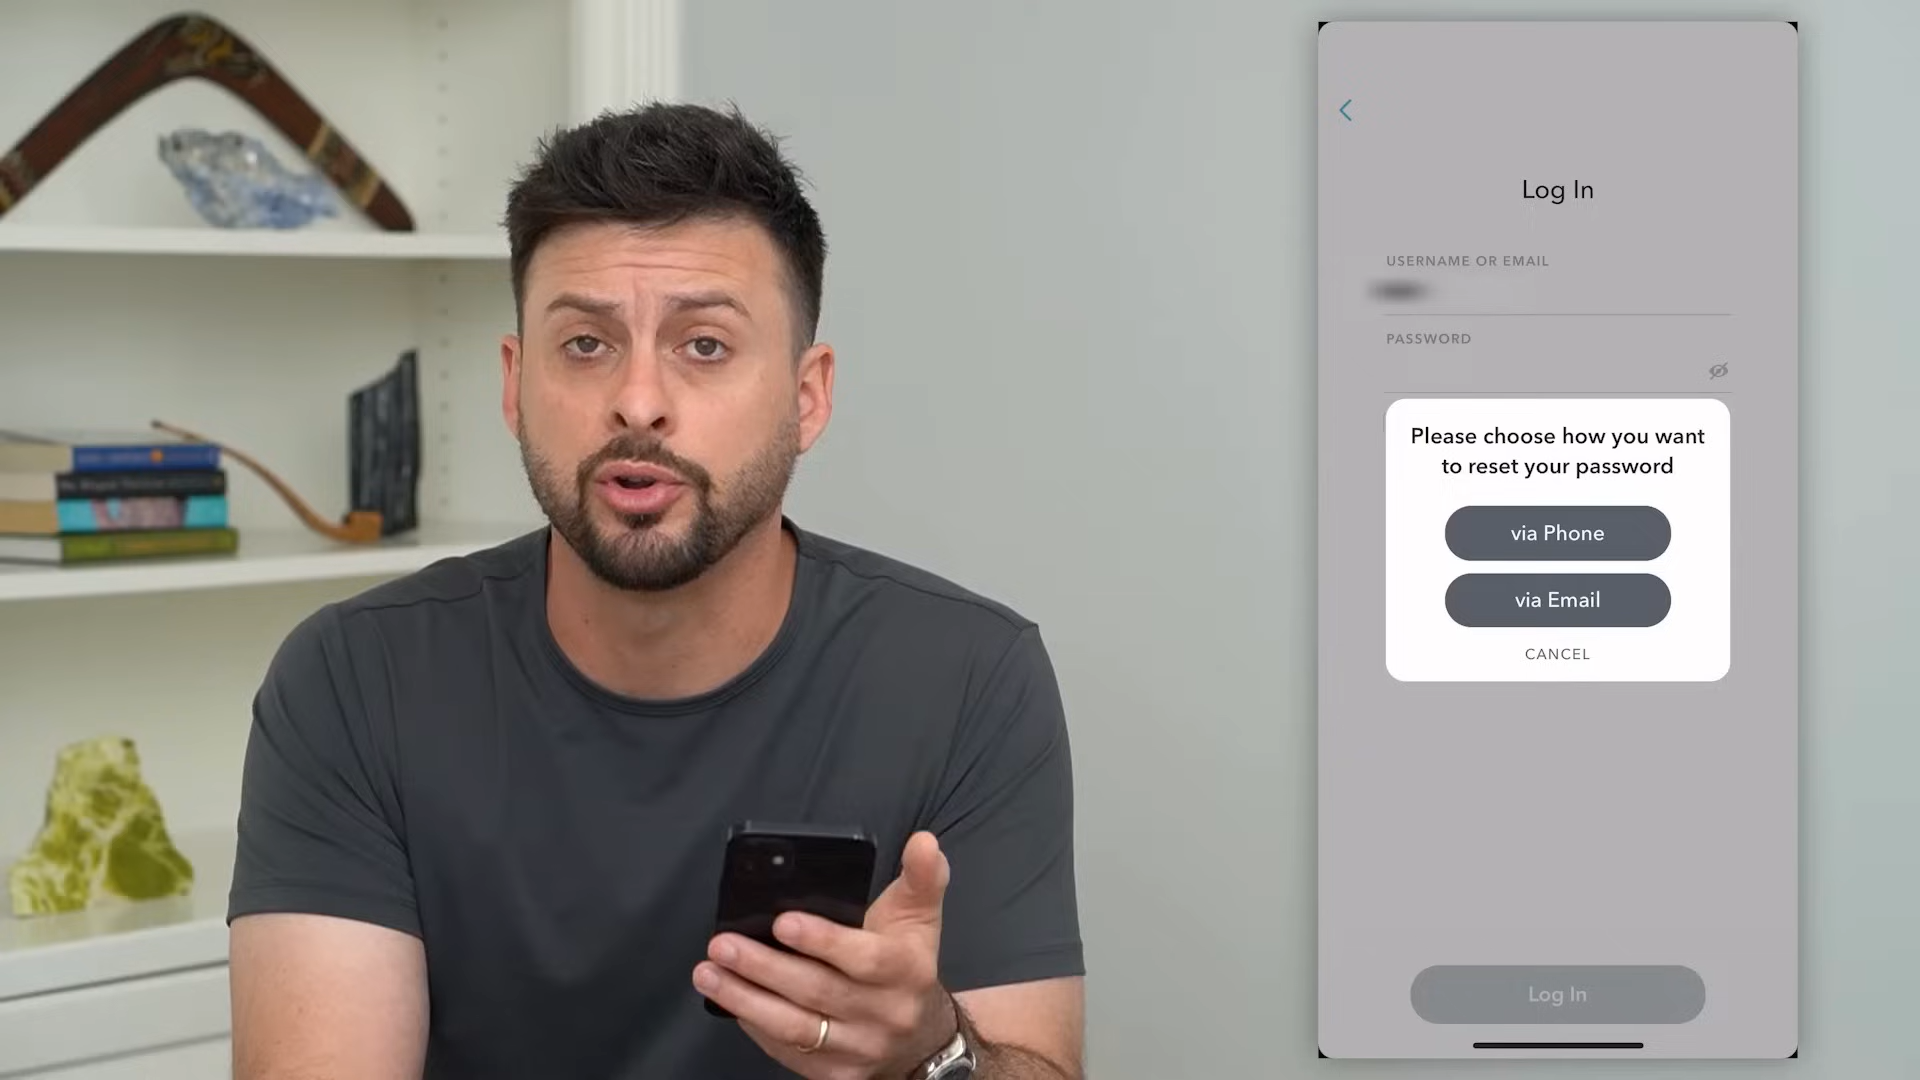 Log In
USERNAME OR EMAIL
PASSWORD
Please choose how you want
to reset your password
via Phone
via Email
CANCEL
Log In